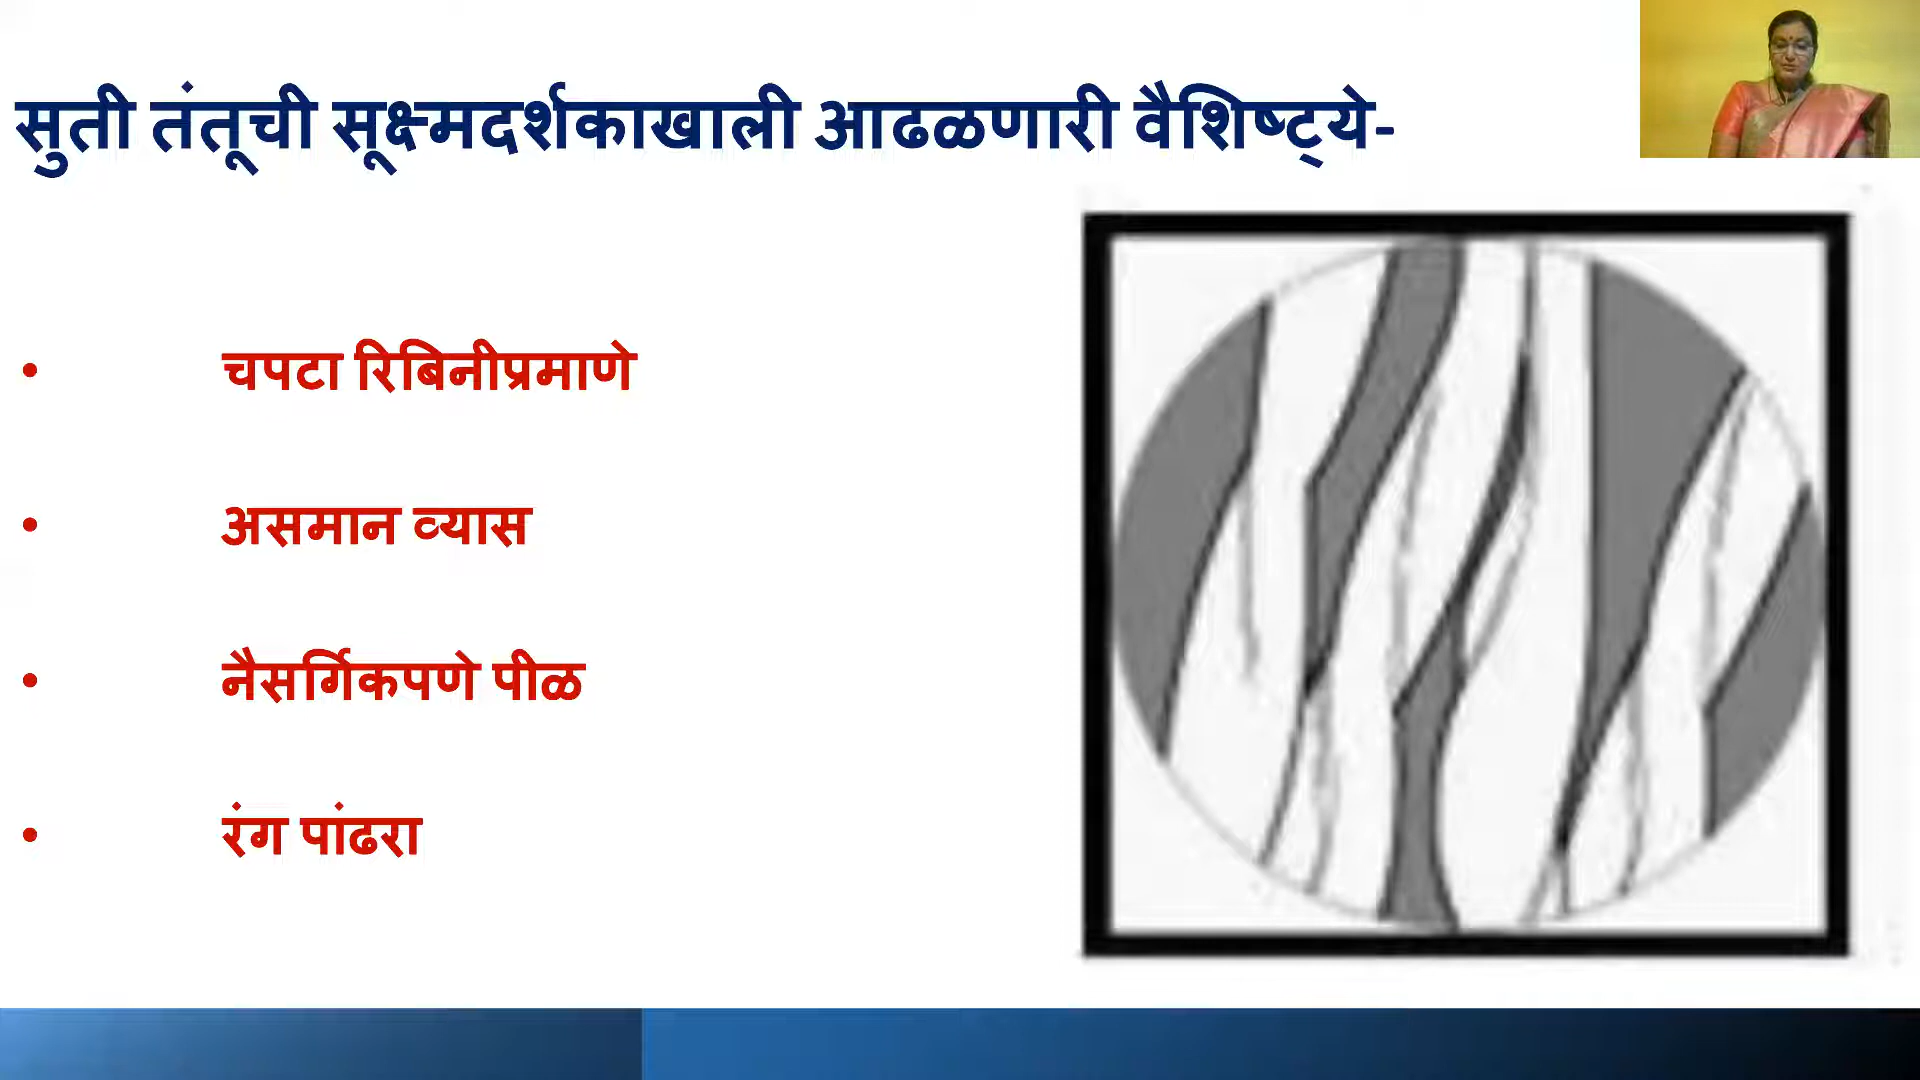 सुती तंतूची सूक्ष्मदर्शकाखाली आढळणारी वैशिष्ट्ये-
• चपटा रिबिनीप्रमाणे
• असमान व्यास
• नैसर्गिकपणे पीळ
• रंग पांढरा